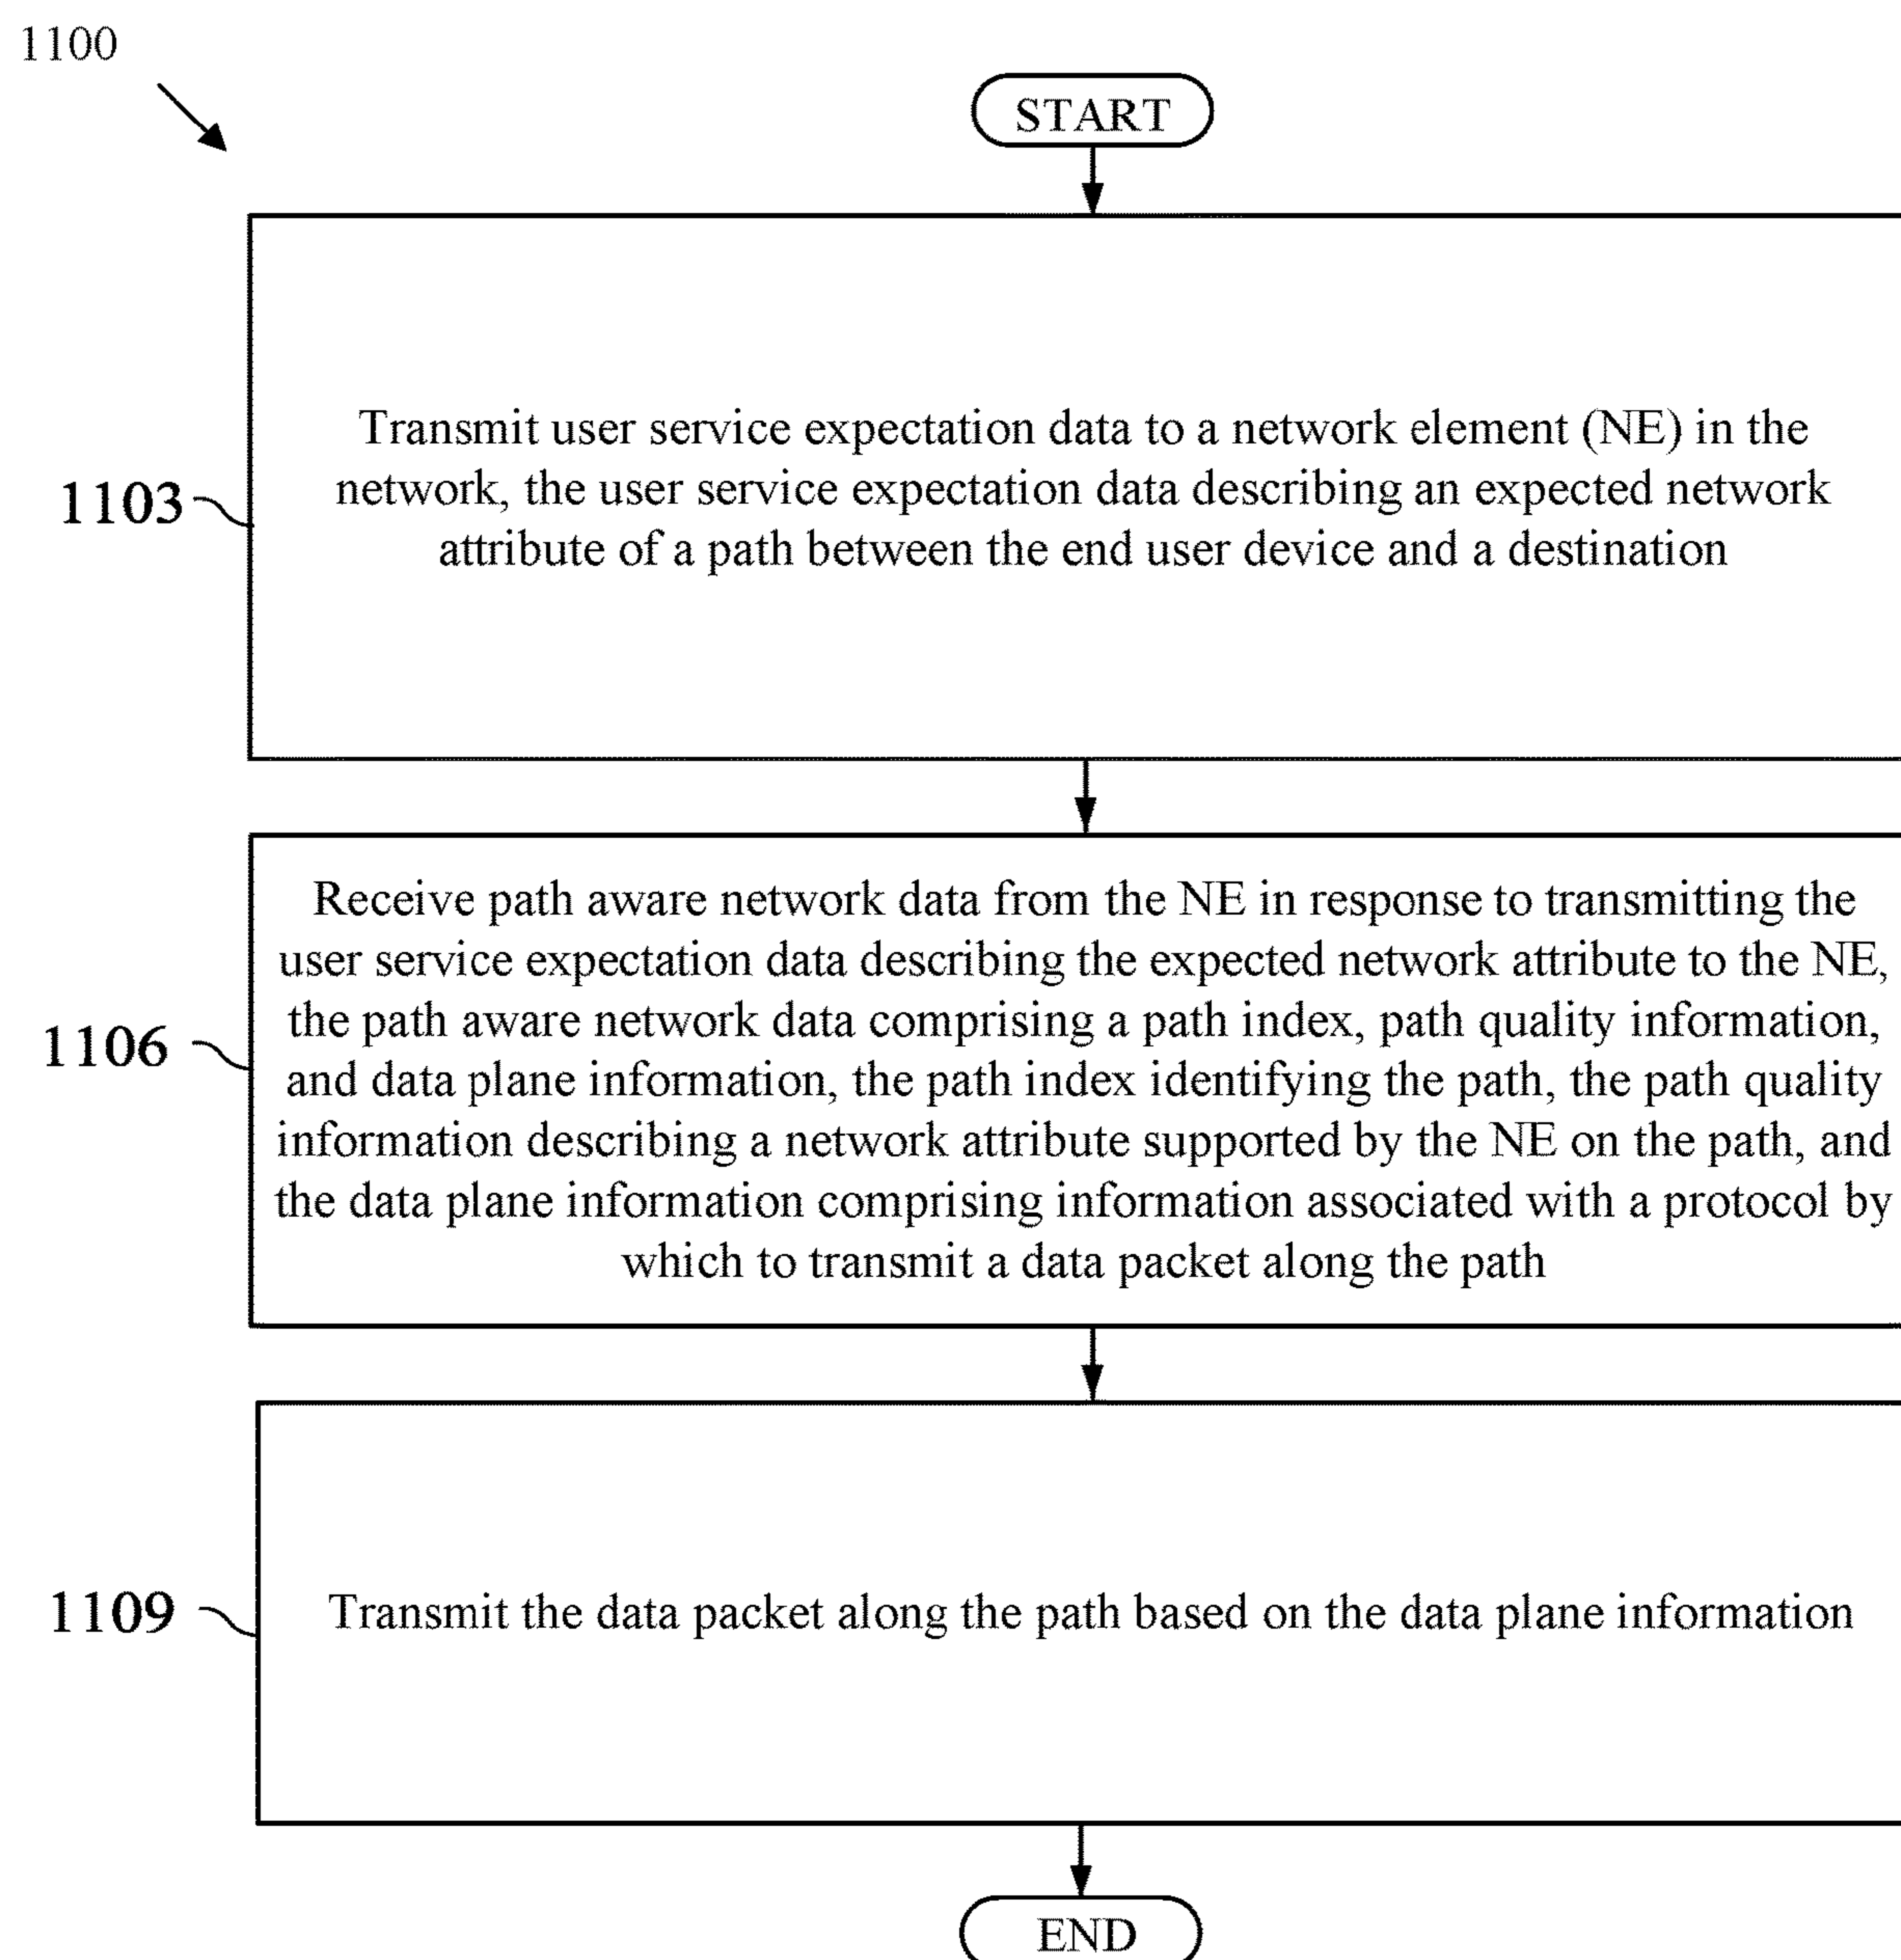 1100
START
1103
Transmit user service expectation data to a network element (NE) in the
network, the user service expectation data describing an expected network
attribute of a path between the end user device and a destination
1106
Receive path aware network data from the NE in response to transmitting the
user service expectation data describing the expected network attribute to the NE,
the path aware network data comprising a path index, path quality information,
and data plane information, the path index identifying the path, the path quality
information describing a network attribute supported by the NE on the path, and
the data plane information comprising information associated with a protocol by
which to transmit a data packet along the path
1109
Transmit the data packet along the path based on the data plane information
END